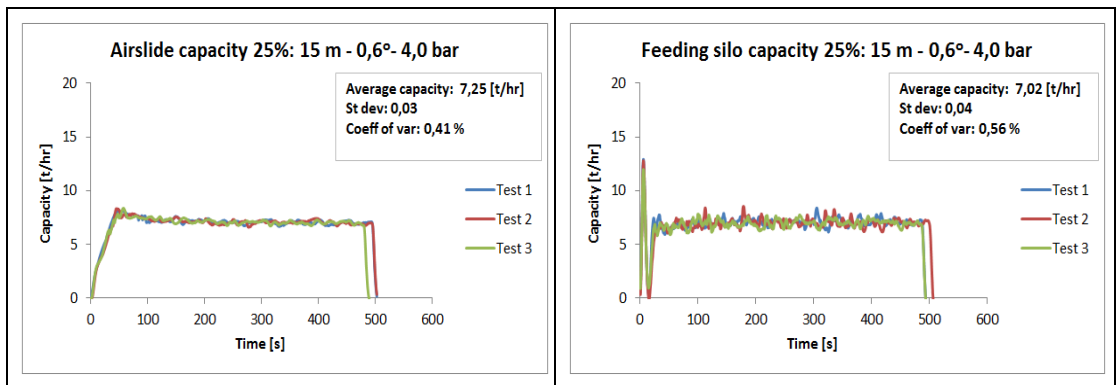 Airslide capacity 25%: 15 m - 0,6º- 4,0 bar
Average capacity: 7,25 [t/hr]
St dev: 0,03
Coeff of var: 0,41 %
Capacity [t/hr]
20
15
10
5
0
0 100 200 300 400 500 600
Time [s]
Test 1
Test 2
Test 3
Feeding silo capacity 25%: 15 m - 0,6º- 4,0 bar
Average capacity: 7,02 [t/hr]
St dev: 0,04
Coeff of var: 0,56 %
Capacity [t/hr]
20
15
10
5
0
0 100 200 300 400 500 600
Time [s]
Test 1
Test 2
Test 3